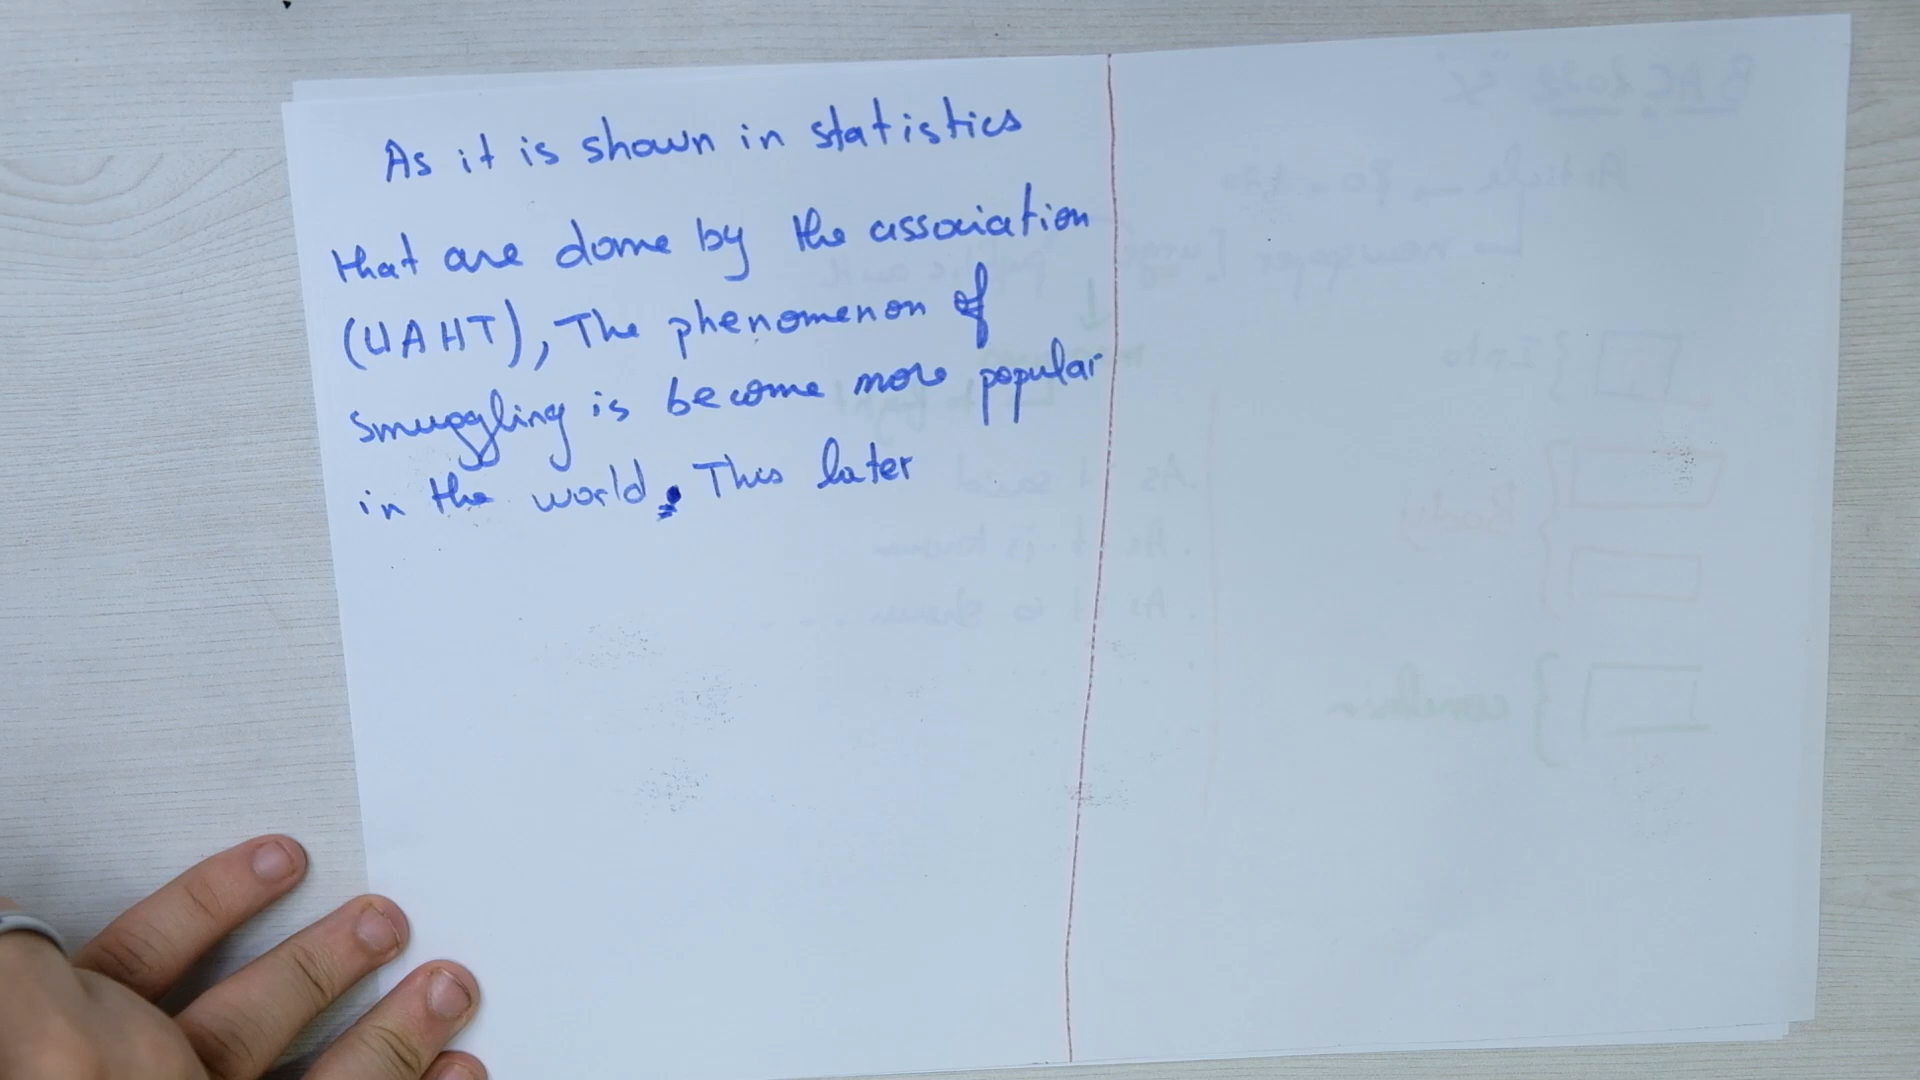 As it is shown in statistics
that are done by the association
(UAHT), The phenomenon of
smuggling is become more popular
in the world. This later